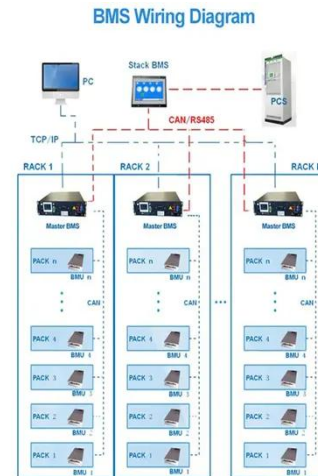 BMS Wiring Diagram
PC
Stack BMS
PCS
CAN/RS485
TCP/IP
RACK 1
RACK 2
RACK
Master BMS
Master BMS
Master BMS
PACK n
BMU n
PACK n
BMU n
PACK n
BMU n
CAN
CAN
CAN
PACK 4
BMU 4
PACK 4
BMU 4
PACK 4
BMU 4
PACK 3
BMU 3
PACK 3
BMU 3
PACK 3
BMU 3
PACK 2
BMU 2
PACK 2
BMU 2
PACK 2
BMU 2
PACK 1
BMU 1
PACK 1
BMU 1
PACK 1
BMU 1